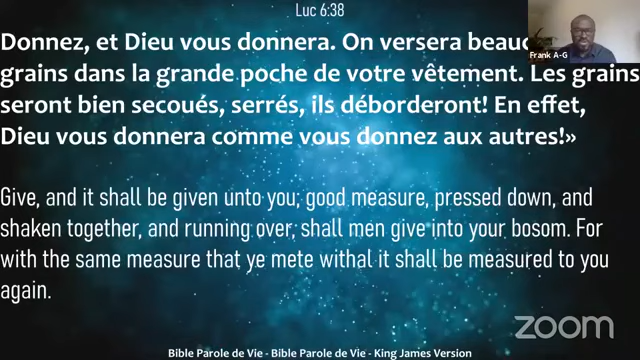 Luc 6:38
Donnez, et Dieu vous donnera. On versera
grains dans la grande poche de votre vêtement. Les grains
seront bien secoués, serrés, ils déborderont! En effet,
Dieu vous donnera comme vous donnez aux autres!»
Give, and it shall be given unto you; good measure, pressed down, and
shaken together, and running over, shall men give into your bosom. For
with the same measure that ye mete withal it shall be measured to you
again.
Frank A-G
zoom
Bible Parole de Vie - Bible Parole de Vie - King James Version